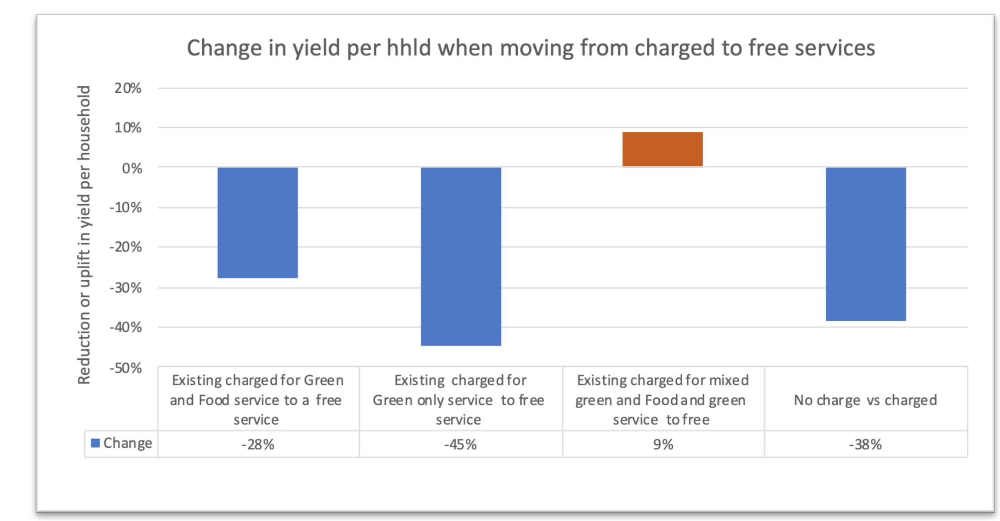 Change in yield per hhld when moving from charged to free services
Reduction or uplift in yield per household
20%
10%
0%
-10%
-20%
-30%
-40%
-50%
Existing charged for Green
and Food service to a free
service
Existing charged for
Green only service to free
service
Existing charged for mixed
green and Food and green
service to free
No charge vs charged
Change
-28%
-45%
9%
-38%